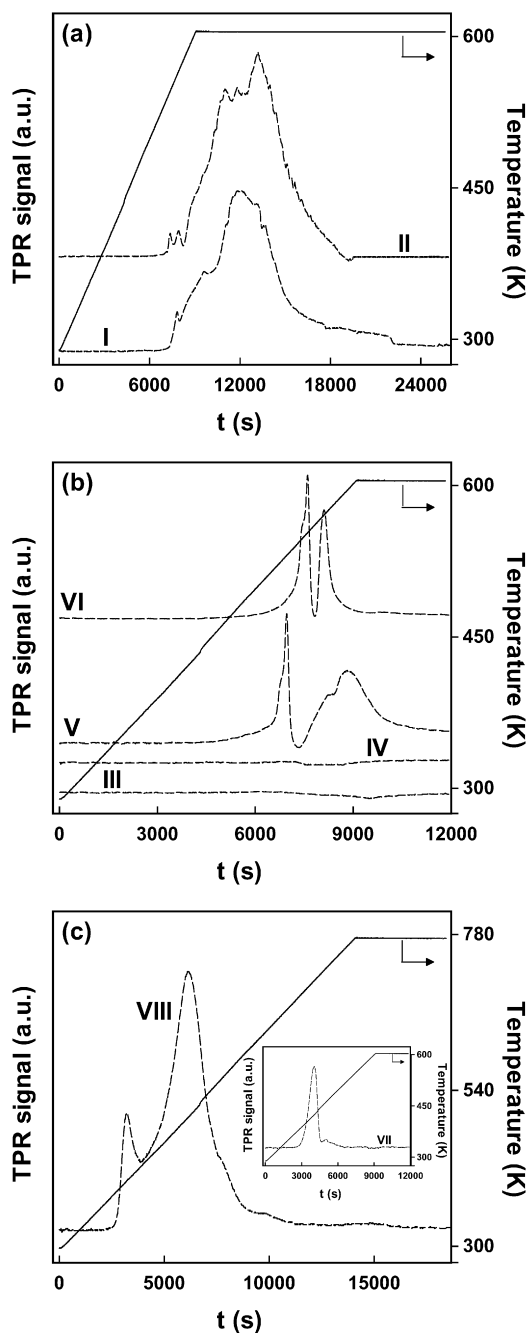 (a)
TPR signal (a.u.)
Temperature (K)
600
450
300
II
I
0 6000 12000 18000 24000
t (s)
(b)
TPR signal (a.u.)
Temperature (K)
600
450
300
VI
V
IV
III
0 3000 6000 9000 12000
t (s)
(c)
TPR signal (a.u.)
Temperature (K)
780
540
300
VIII
TPR signal (a.u.)
Temperature (K)
600
450
300
VII
0 3000 6000 9000 12000
t (s)
0 5000 10000 15000
t (s)